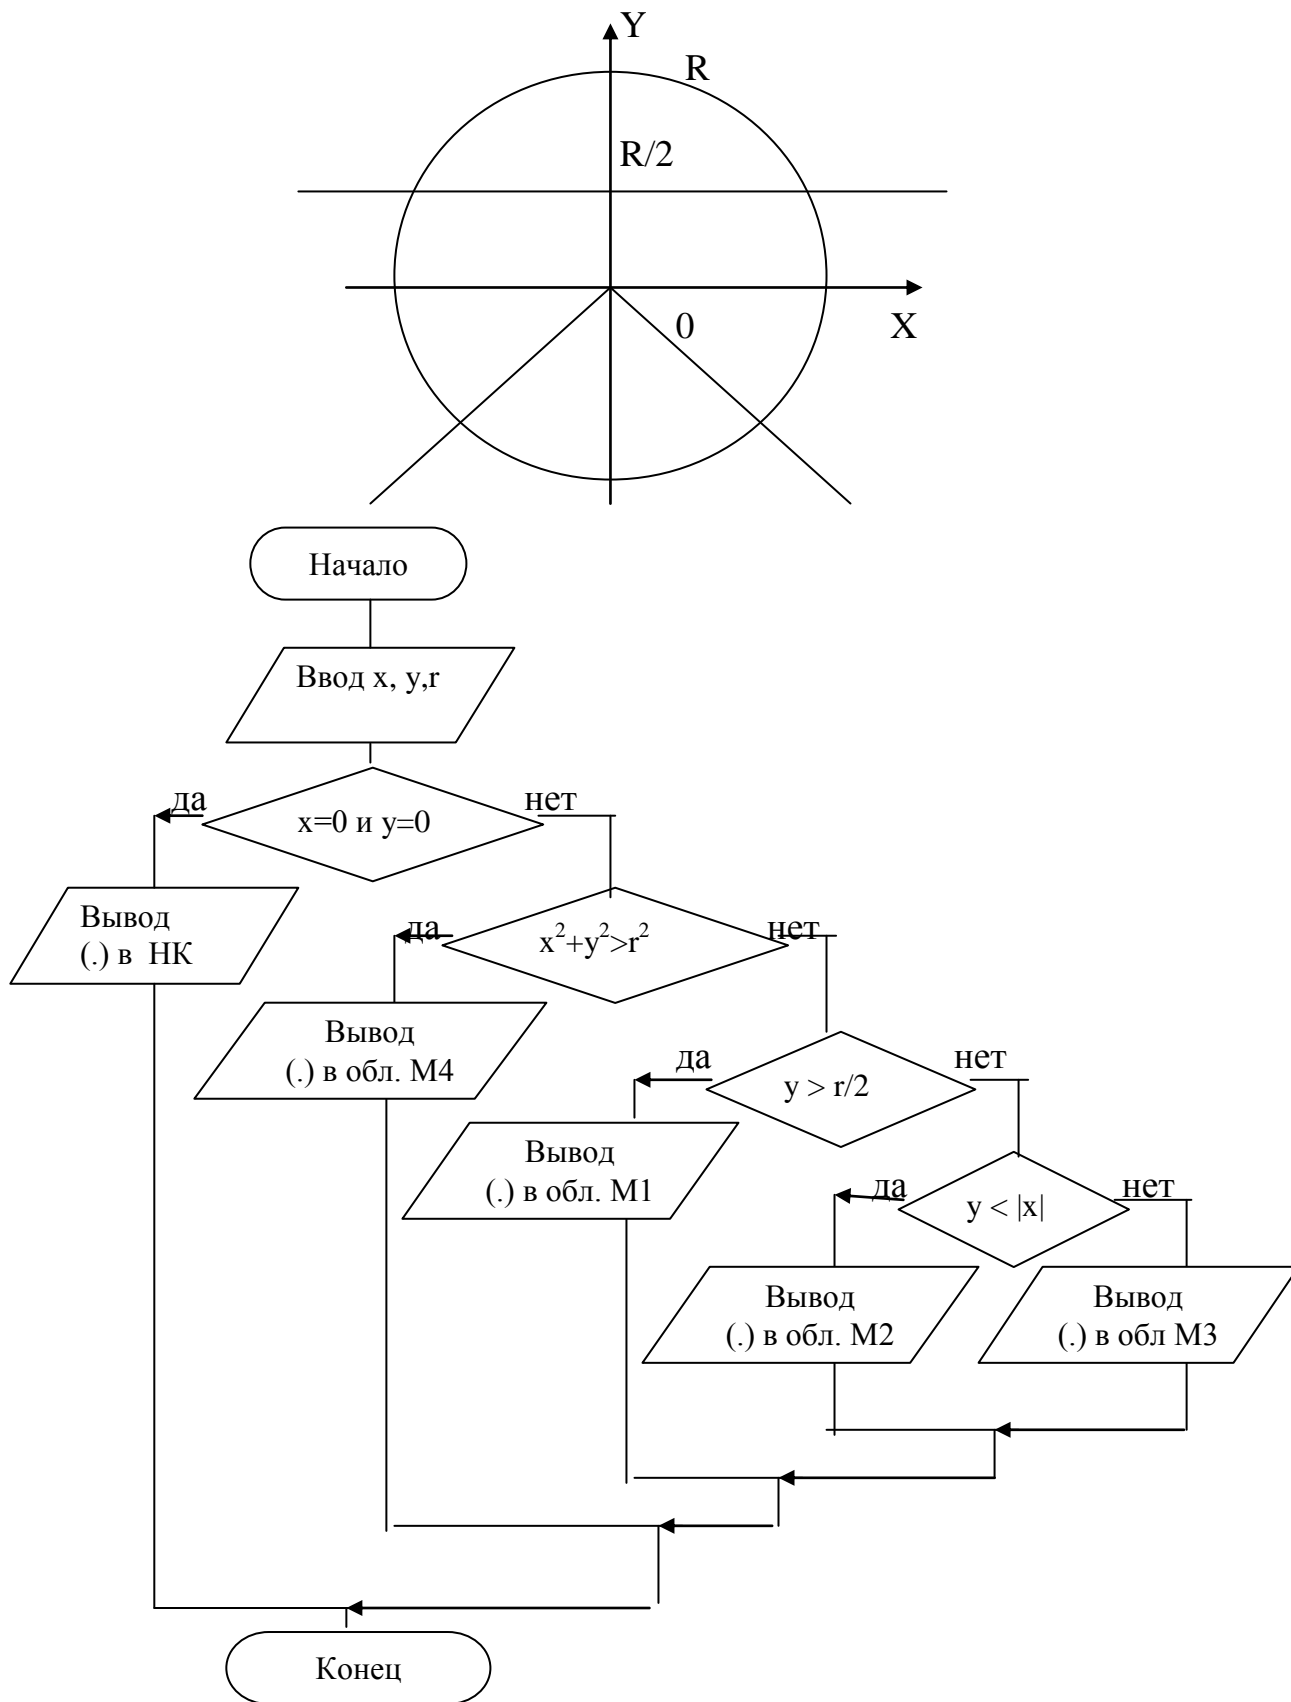 Y
R
R/2
0
X
Начало
Ввод x, y,r
да
нет
x=0 и y=0
Вывод
(.) в НК
да
нет
x²+y²>r²
Вывод
(.) в обл. М4
да
нет
y > r/2
Вывод
(.) в обл. М1
да
нет
y < |x|
Вывод
(.) в обл. М2
Вывод
(.) в обл М3
Конец